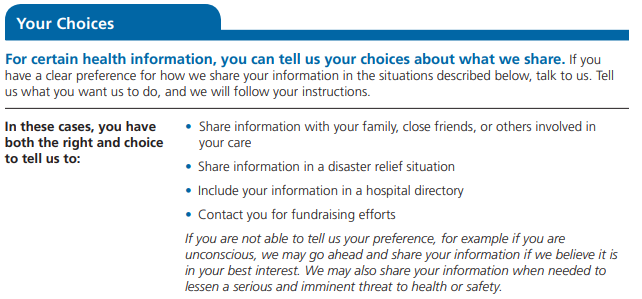 Your Choices
For certain health information, you can tell us your choices about what we share. If you
have a clear preference for how we share your information in the situations described below, talk to us. Tell
us what you want us to do, and we will follow your instructions.
In these cases, you have
both the right and choice
to tell us to:
• Share information with your family, close friends, or others involved in
your care
• Share information in a disaster relief situation
• Include your information in a hospital directory
• Contact you for fundraising efforts
If you are not able to tell us your preference, for example if you are
unconscious, we may go ahead and share your information if we believe it is
in your best interest. We may also share your information when needed to
lessen a serious and imminent threat to health or safety.